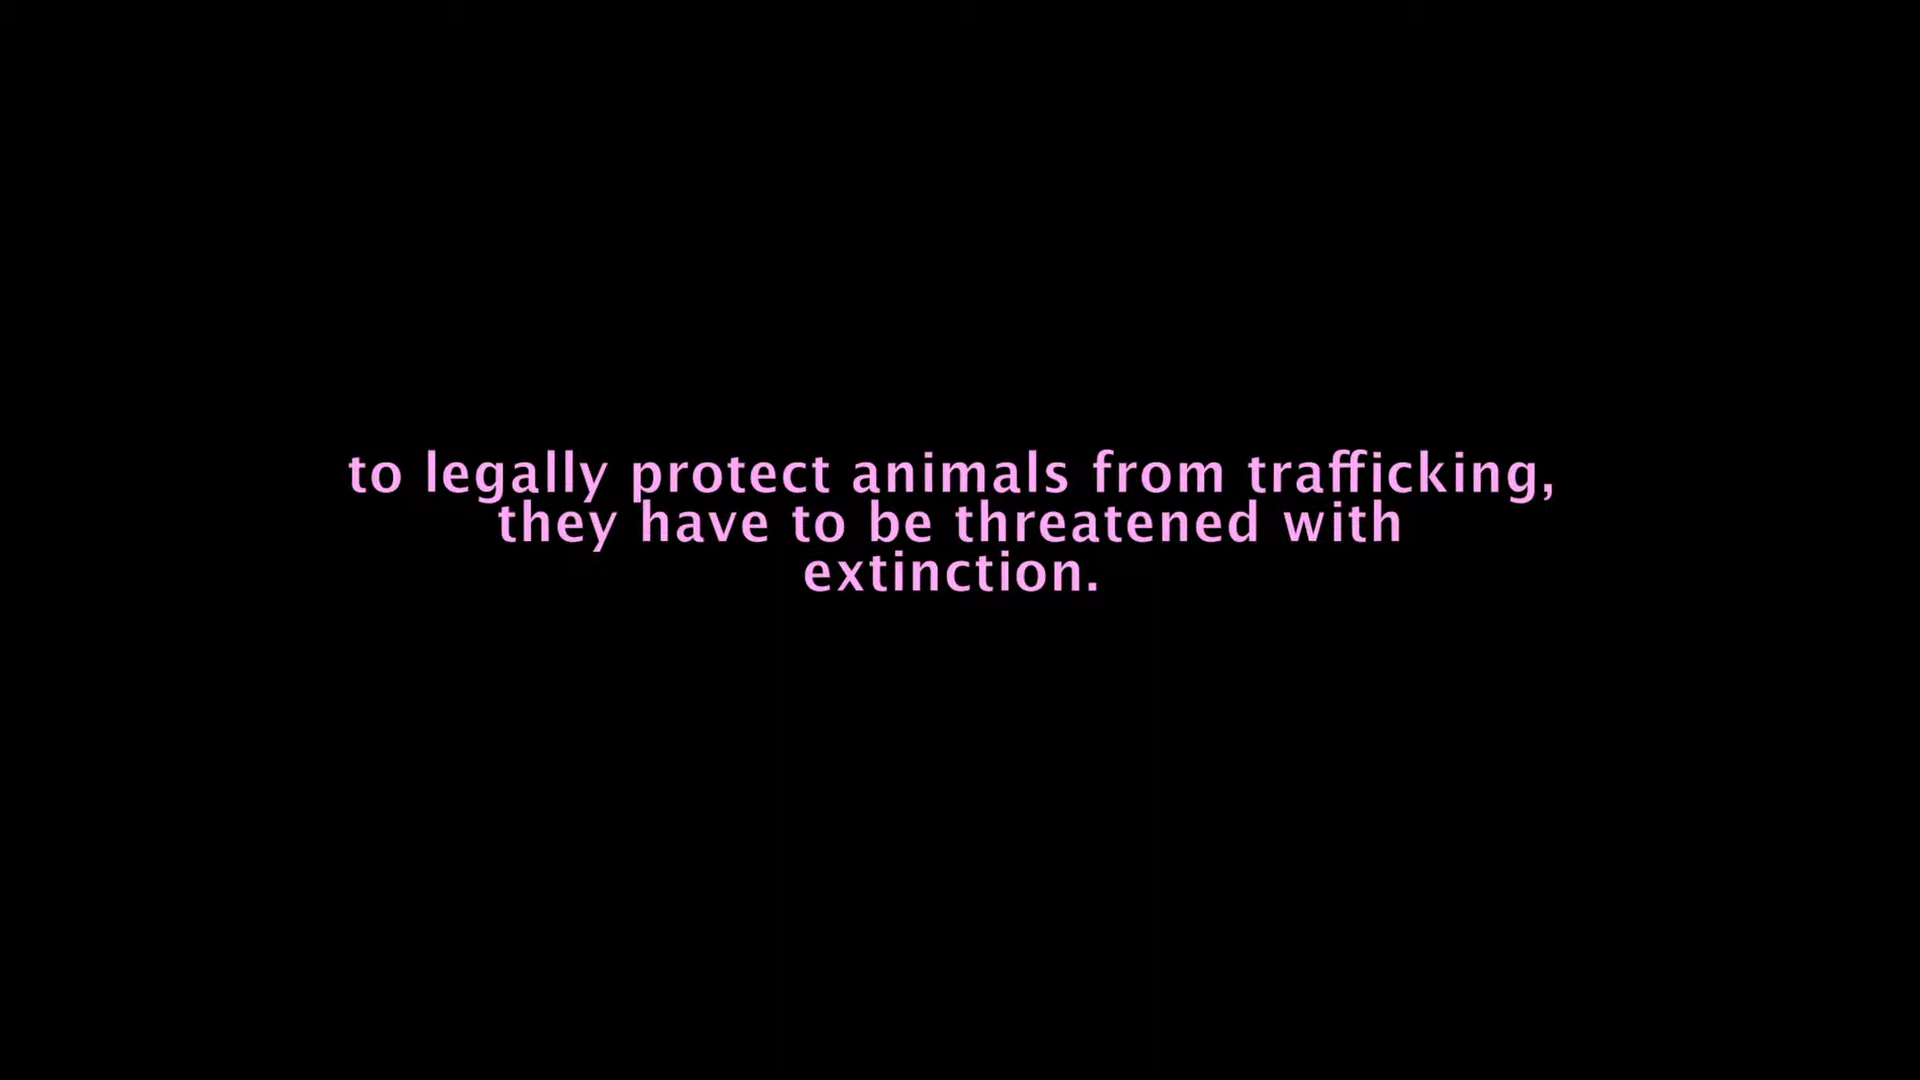 to legally protect animals from trafficking,
they have to be threatened with
extinction.